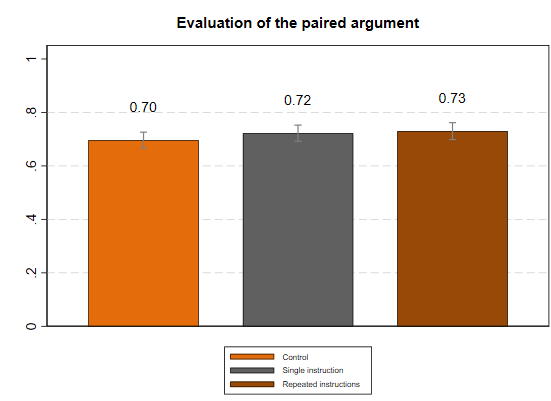 Evaluation of the paired argument
1
.8
.6
.4
.2
0
0.70
0.72
0.73
Control
Single instruction
Repeated instructions